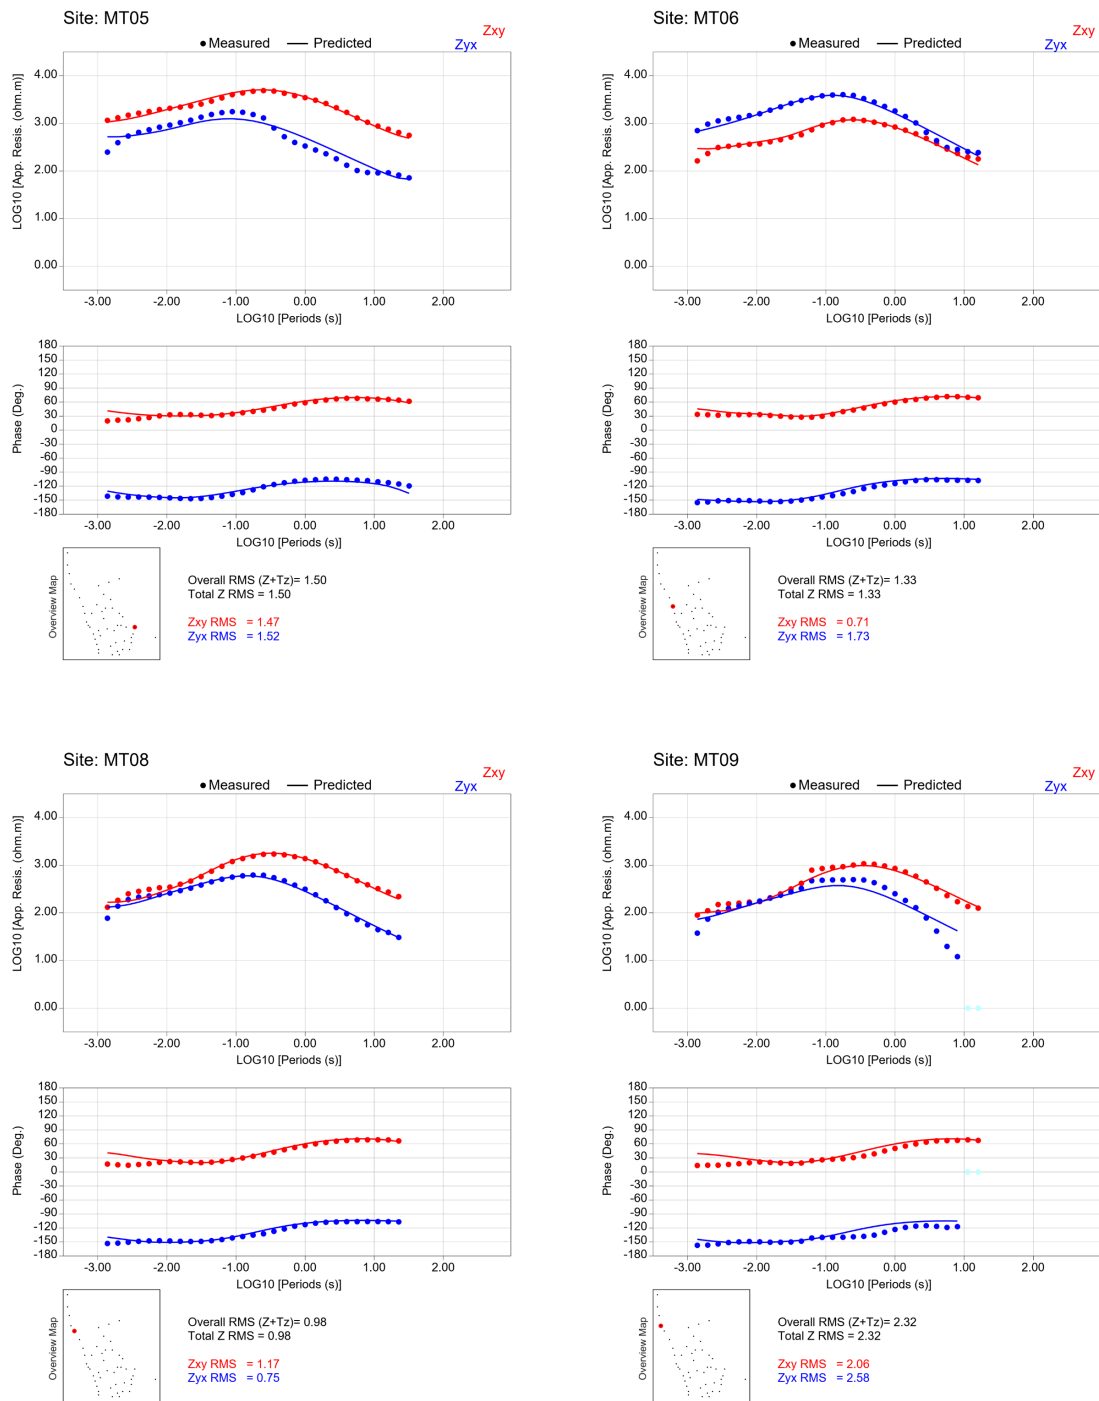 Site: MT05
Zxy
Zyx
Measured Predicted
LOG10 [App. Resis. (ohm.m)]
4.00
3.00
2.00
1.00
0.00
-3.00 -2.00 -1.00 0.00 1.00 2.00
LOG10 [Periods (s)]
Phase (Deg.)
180
150
120
90
60
30
0
-30
-60
-90
-120
-150
-180
-3.00 -2.00 -1.00 0.00 1.00 2.00
LOG10 [Periods (s)]
Overview Map
Overall RMS (Z+Tz)= 1.50
Total Z RMS = 1.50
Zxy RMS = 1.47
Zyx RMS = 1.52
Site: MT06
Zxy
Zyx
Measured Predicted
LOG10 [App. Resis. (ohm.m)]
4.00
3.00
2.00
1.00
0.00
-3.00 -2.00 -1.00 0.00 1.00 2.00
LOG10 [Periods (s)]
Phase (Deg.)
180
150
120
90
60
30
0
-30
-60
-90
-120
-150
-180
-3.00 -2.00 -1.00 0.00 1.00 2.00
LOG10 [Periods (s)]
Overview Map
Overall RMS (Z+Tz)= 1.33
Total Z RMS = 1.33
Zxy RMS = 0.71
Zyx RMS = 1.73
Site: MT08
Zxy
Zyx
Measured Predicted
LOG10 [App. Resis. (ohm.m)]
4.00
3.00
2.00
1.00
0.00
-3.00 -2.00 -1.00 0.00 1.00 2.00
LOG10 [Periods (s)]
Phase (Deg.)
180
150
120
90
60
30
0
-30
-60
-90
-120
-150
-180
-3.00 -2.00 -1.00 0.00 1.00 2.00
LOG10 [Periods (s)]
Overview Map
Overall RMS (Z+Tz)= 0.98
Total Z RMS = 0.98
Zxy RMS = 1.17
Zyx RMS = 0.75
Site: MT09
Zxy
Zyx
Measured Predicted
LOG10 [App. Resis. (ohm.m)]
4.00
3.00
2.00
1.00
0.00
-3.00 -2.00 -1.00 0.00 1.00 2.00
LOG10 [Periods (s)]
Phase (Deg.)
180
150
120
90
60
30
0
-30
-60
-90
-120
-150
-180
-3.00 -2.00 -1.00 0.00 1.00 2.00
LOG10 [Periods (s)]
Overview Map
Overall RMS (Z+Tz)= 2.32
Total Z RMS = 2.32
Zxy RMS = 2.06
Zyx RMS = 2.58